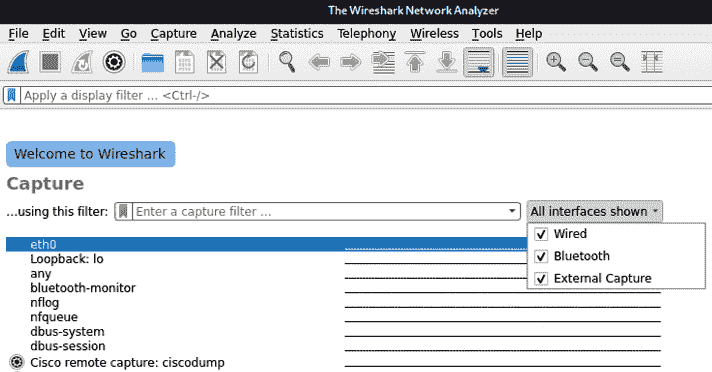 The Wireshark Network Analyzer
File Edit View Go Capture Analyze Statistics Telephony Wireless Tools Help
Apply a display filter ... <Ctrl-/>
Welcome to Wireshark
Capture
...using this filter: Enter a capture filter ... All interfaces shown
Wired
Bluetooth
External Capture
eth0
Loopback: lo
any
bluetooth-monitor
nflog
nfqueue
dbus-system
dbus-session
Cisco remote capture: ciscodump